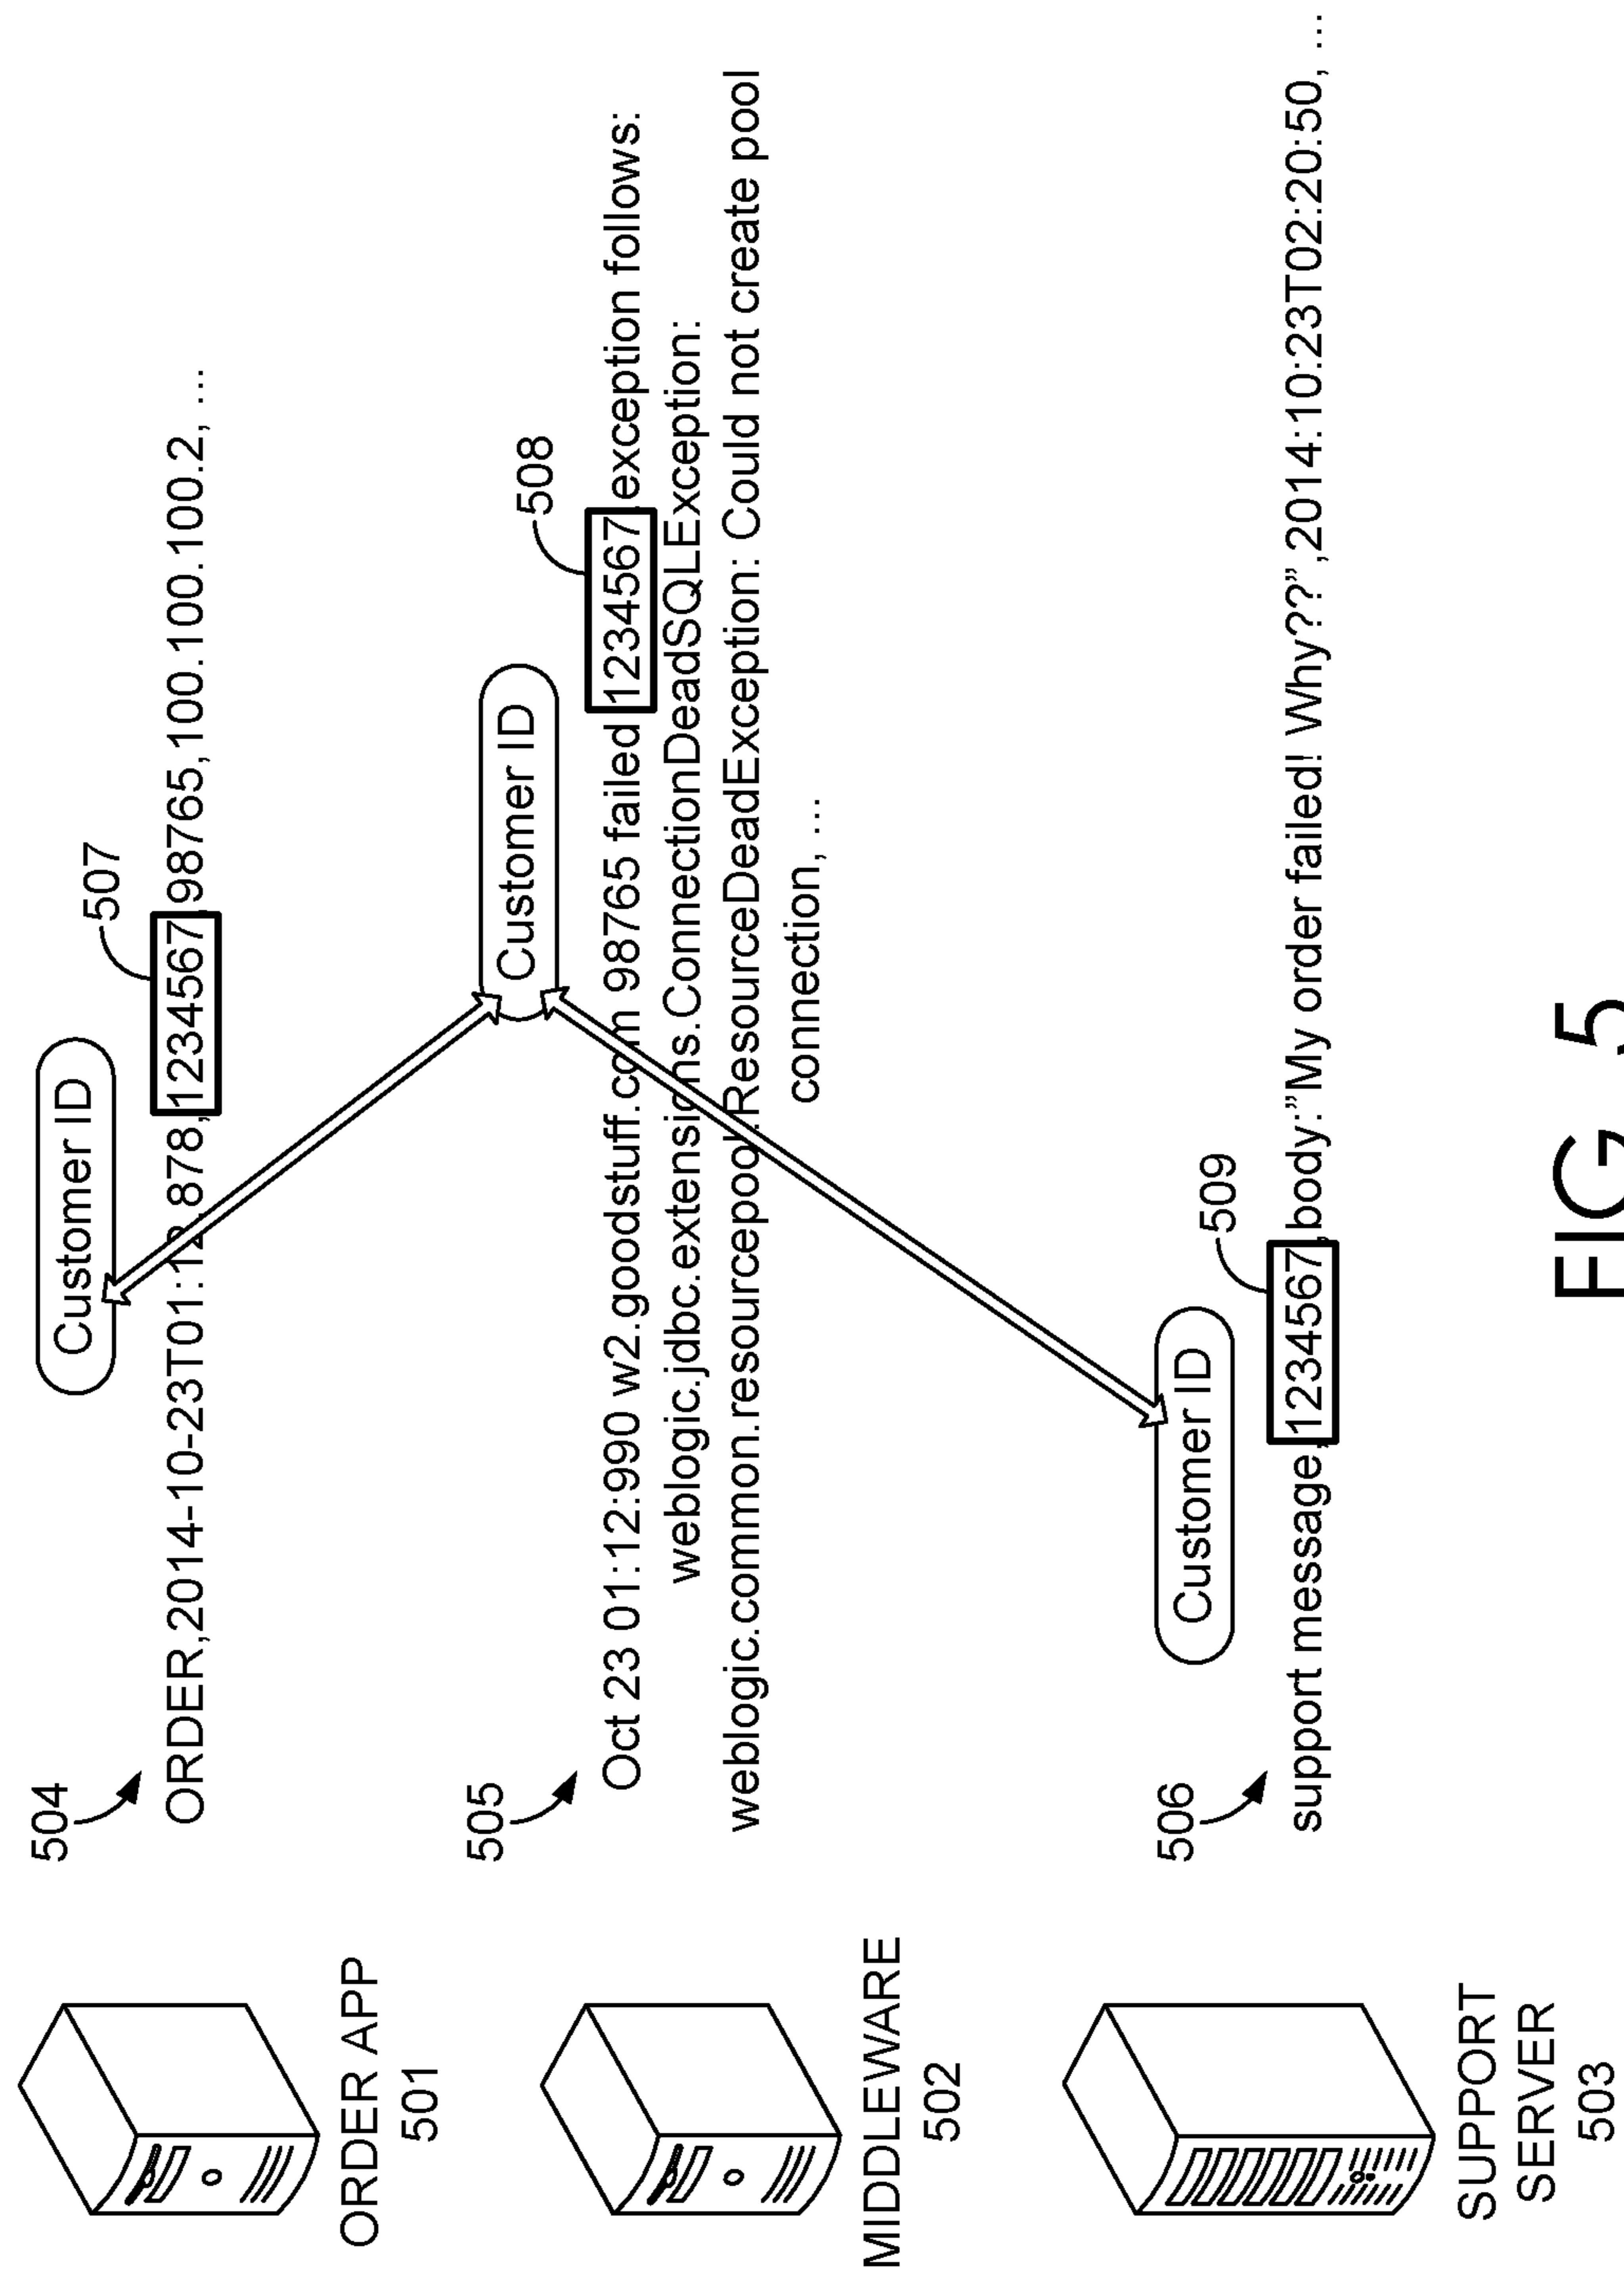 504
Customer ID
507
ORDER,2014-10-23T01:12:878,1234567,98765,100.100.100.2, …
ORDER APP
501
505
Customer ID
508
Oct 23 01:12:990 w2.goodstuff.com 98765 failed 1234567 exception follows:
weblogic.jdbc.extensions.ConnectionDeadSQLException:
weblogic.common.resourcepool.ResourceDeadException: Could not create pool
connection, …
MIDDLEWARE
502
506
Customer ID
509
support message,1234567,body:”My order failed! Why??”,2014:10:23T02:20:50, …
SUPPORT
SERVER
503
FIG. 5